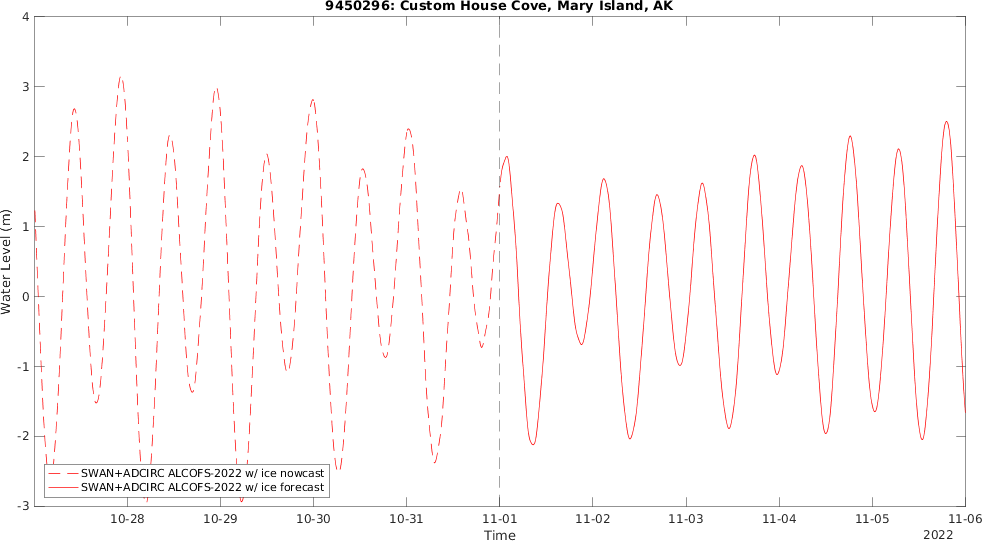 9450296: Custom House Cove, Mary Island, AK
4
3
2
1
0
-1
-2
-3
Water Level (m)
SWAN+ADCIRC ALCOFS-2022 w/ ice nowcast
SWAN+ADCIRC ALCOFS-2022 w/ ice forecast
10-28 10-29 10-30 10-31 11-01 11-02 11-03 11-04 11-05 11-06
Time
2022